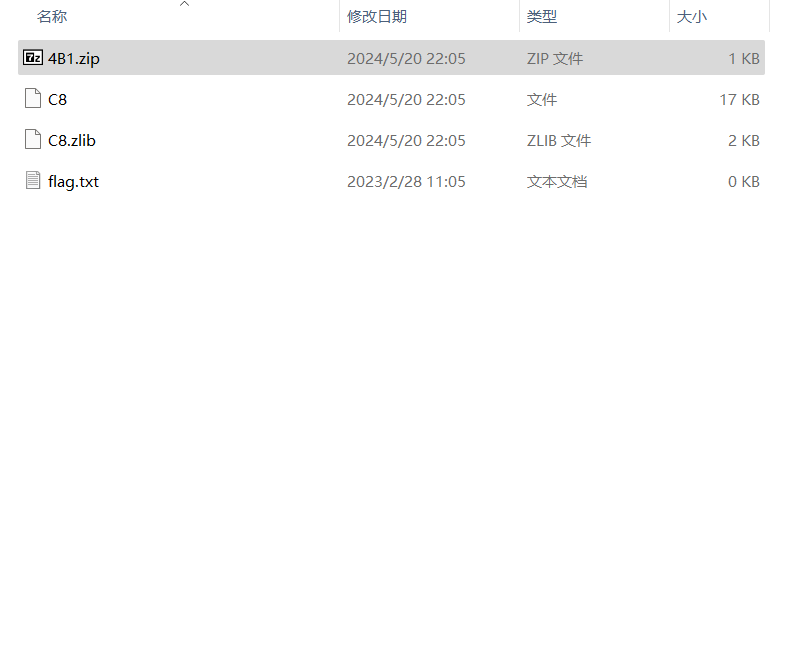 名称 修改日期 类型 大小
4B1.zip 2024/5/20 22:05 ZIP 文件 1 KB
C8 2024/5/20 22:05 文件 17 KB
C8.zlib 2024/5/20 22:05 ZLIB 文件 2 KB
flag.txt 2023/2/28 11:05 文本文档 0 KB